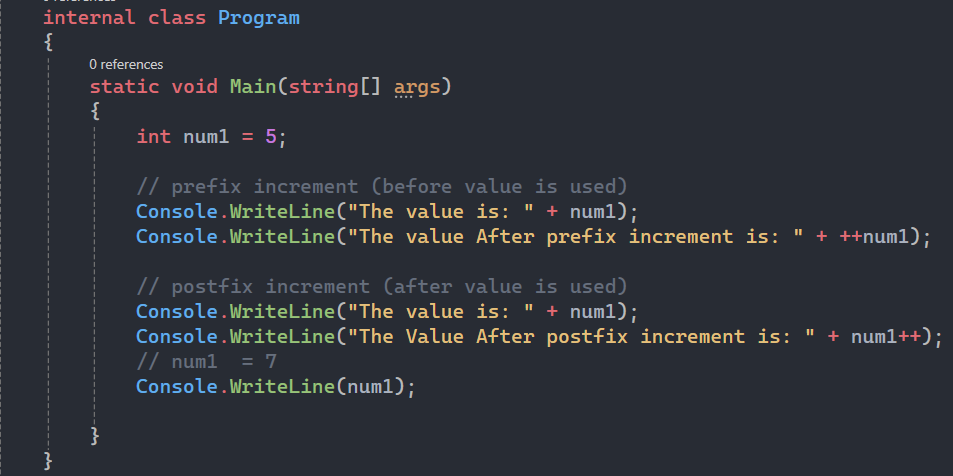 0 references
internal class Program
{
0 references
static void Main(string[] args)
{
int num1 = 5;
// prefix increment (before value is used)
Console.WriteLine("The value is: " + num1);
Console.WriteLine("The value After prefix increment is: " + ++num1);
// postfix increment (after value is used)
Console.WriteLine("The value is: " + num1);
Console.WriteLine("The Value After postfix increment is: " + num1++);
// num1  = 7
Console.WriteLine(num1);
}
}